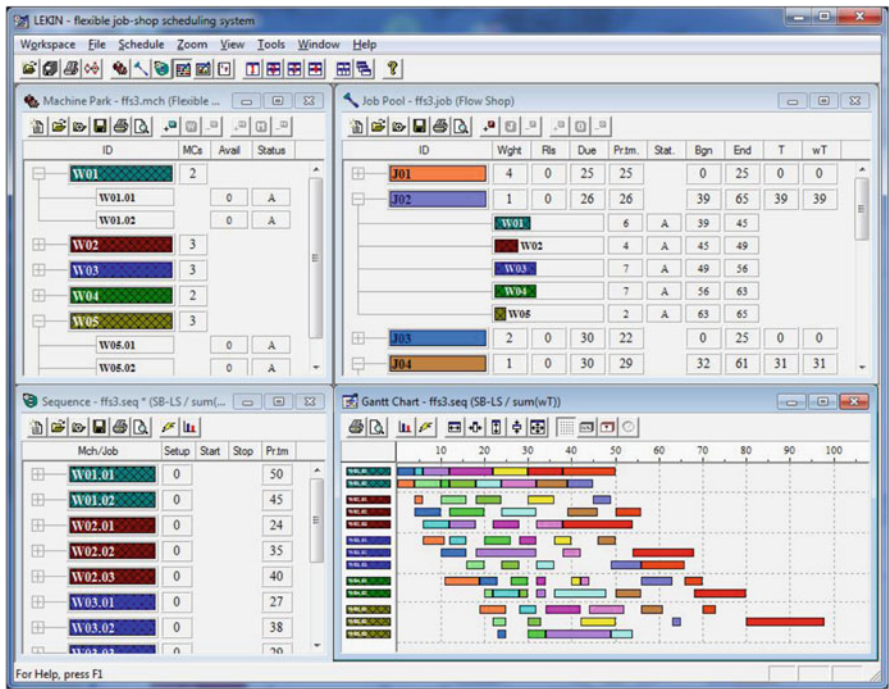 LEKIN - flexible job-shop scheduling system
Workspace File Schedule Zoom View Tools Window Help
Machine Park - ffs3.mch (Flexible ...
ID MCs Avail Status
W01 2
W01.01 0 A
W01.02 0 A
W02 3
W03 3
W04 2
W05 3
W05.01 0 A
W05.02 0 A
Job Pool - ffs3.job (Flow Shop)
ID Wght Rls Due Pr.tm. Stat. Bgn End T wT
J01 4 0 25 25 0 25 0 0
J02 1 0 26 26 39 65 39 39
W01 6 A 39 45
W02 4 A 45 49
W03 7 A 49 56
W04 7 A 56 63
W05 2 A 63 65
J03 2 0 30 22 0 25 0 0
J04 1 0 30 29 32 61 31 31
Sequence - ffs3.seq * (SB-LS / sum(...
Mch/Job Setup Start Stop Pr.tm
W01.01 0 50
W01.02 0 45
W02.01 0 24
W02.02 0 35
W02.03 0 40
W03.01 0 27
W03.02 0 38
W03.03 0 29
Gantt Chart - ffs3.seq (SB-LS / sum(wT))
10 20 30 40 50 60 70 80 90 100
For Help, press F1